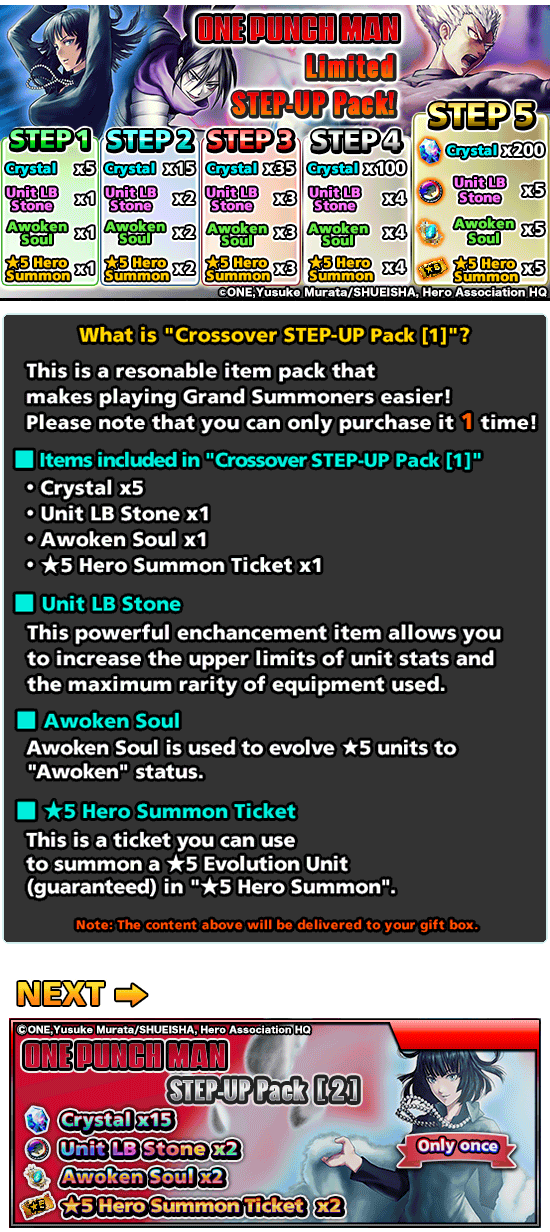 ONE PUNCH MAN
Limited
STEP-UP Pack!
STEP 1
Crystal x5
Unit LB Stone x1
Awoken Soul x1
★5 Hero Summon x1
STEP 2
Crystal x15
Unit LB Stone x2
Awoken Soul x2
★5 Hero Summon x2
STEP 3
Crystal x35
Unit LB Stone x3
Awoken Soul x3
★5 Hero Summon x3
STEP 4
Crystal x100
Unit LB Stone x4
Awoken Soul x4
★5 Hero Summon x4
STEP 5
Crystal x200
Unit LB Stone x5
Awoken Soul x5
★5 Hero Summon x5
©ONE,Yusuke Murata/SHUEISHA, Hero Association HQ
What is "Crossover STEP-UP Pack [1]"?
This is a resonable item pack that
makes playing Grand Summoners easier!
Please note that you can only purchase it 1 time!
■ Items included in "Crossover STEP-UP Pack [1]"
・Crystal x5
・Unit LB Stone x1
・Awoken Soul x1
・★5 Hero Summon Ticket x1
■ Unit LB Stone
This powerful enchancement item allows you
to increase the upper limits of unit stats and
the maximum rarity of equipment used.
■ Awoken Soul
Awoken Soul is used to evolve ★5 units to
"Awoken" status.
■ ★5 Hero Summon Ticket
This is a ticket you can use
to summon a ★5 Evolution Unit
(guaranteed) in "★5 Hero Summon".
Note: The content above will be delivered to your gift box.
NEXT ➡
©ONE,Yusuke Murata/SHUEISHA, Hero Association HQ
ONE PUNCH MAN
STEP-UP Pack [2]
Crystal x15
Unit LB Stone x2
Awoken Soul x2
★5 Hero Summon Ticket x2
Only once